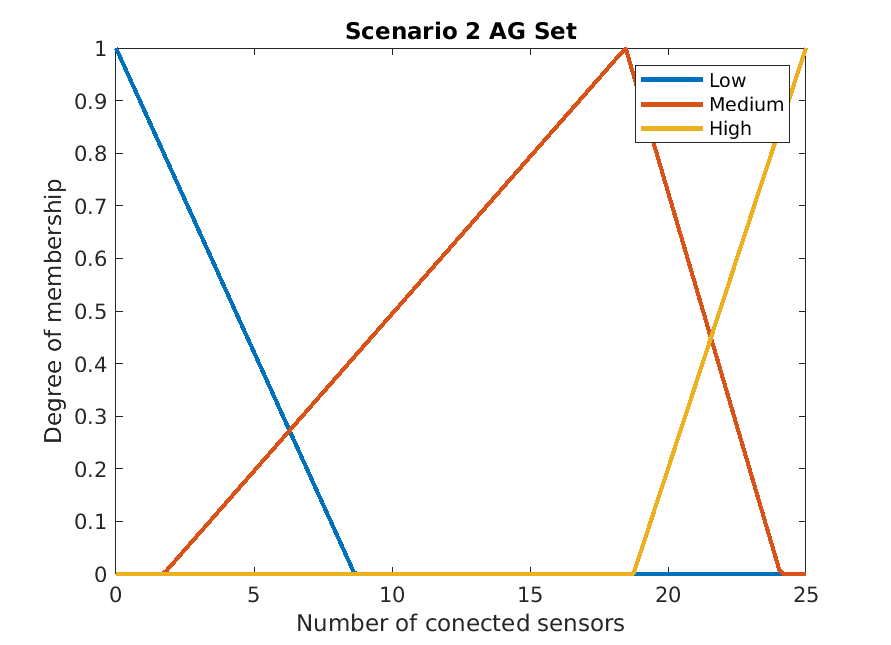 Scenario 2 AG Set
1
0.9
0.8
0.7
0.6
0.5
0.4
0.3
0.2
0.1
0
Degree of membership
Low
Medium
High
0 5 10 15 20 25
Number of conected sensors